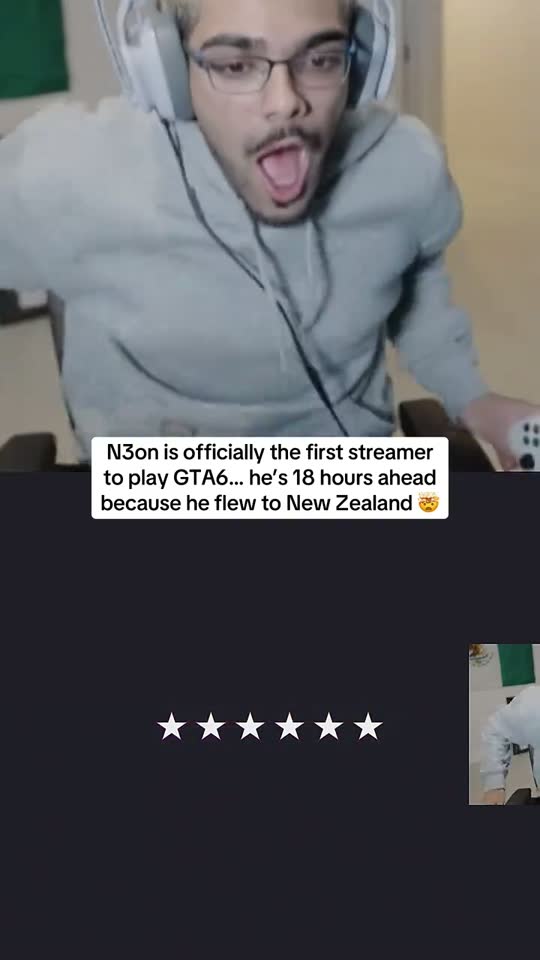 N3on is officially the first streamer
to play GTA6... he's 18 hours ahead
because he flew to New Zealand 🤯